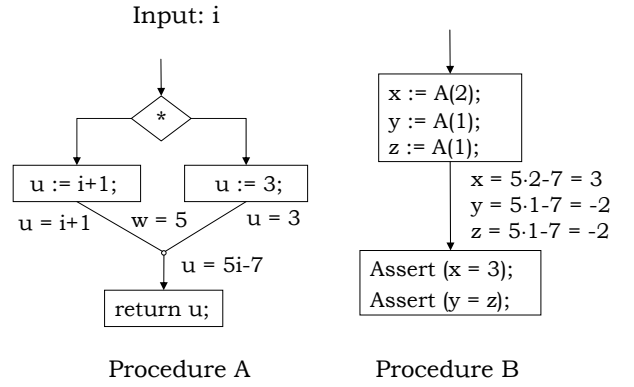 Input: i
*
u := i+1;
u := 3;
u = i+1
w = 5
u = 3
u = 5i-7
return u;
Procedure A
x := A(2);
y := A(1);
z := A(1);
x = 5·2-7 = 3
y = 5·1-7 = -2
z = 5·1-7 = -2
Assert (x = 3);
Assert (y = z);
Procedure B